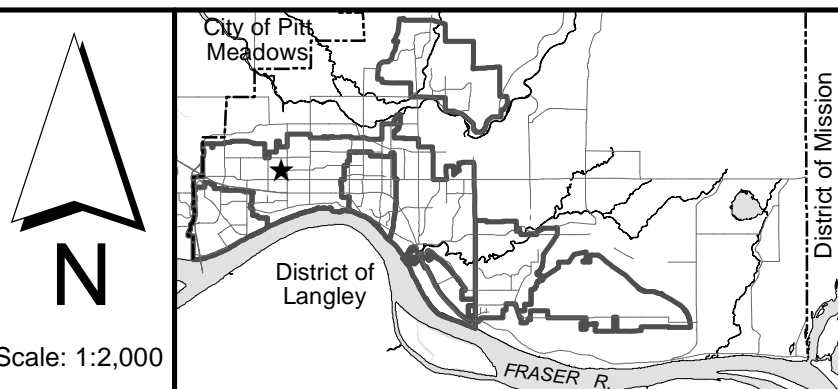 City of Pitt
Meadows
District of Mission
District of
Langley
N
Scale: 1:2,000
FRASER R.